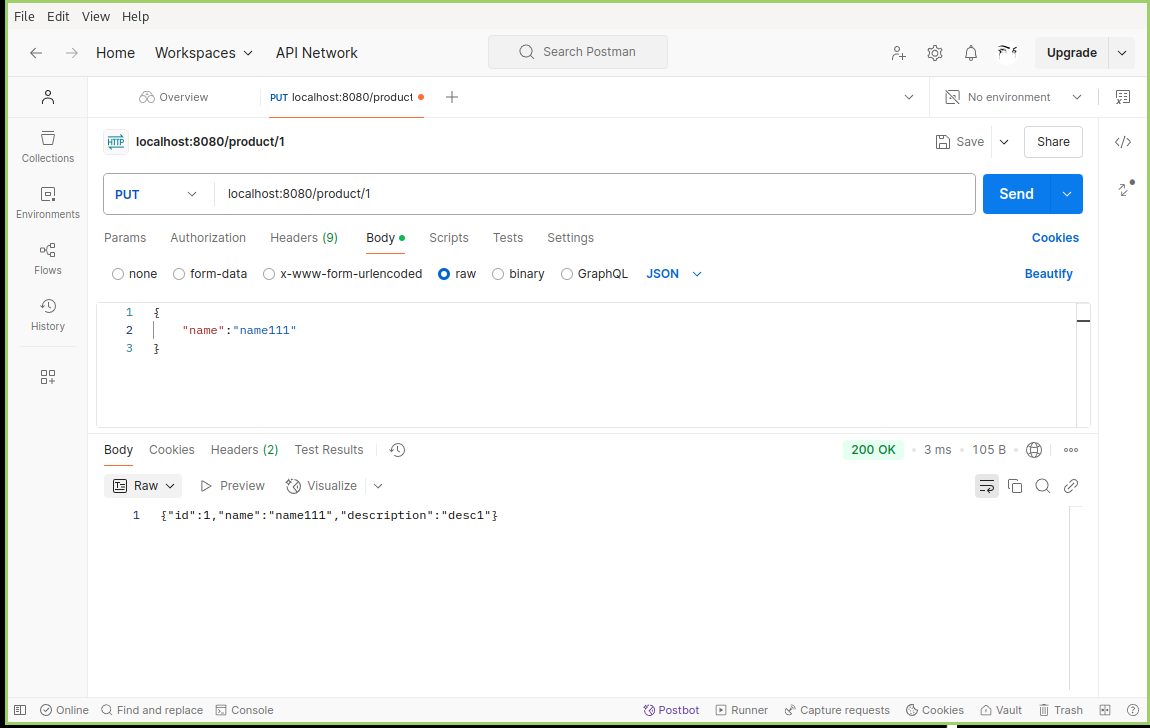 File Edit View Help
Home Workspaces API Network Search Postman Upgrade
Overview PUT localhost:8080/product No environment
HTTP localhost:8080/product/1 Save Share
Collections
Environments
Flows
History
PUT localhost:8080/product/1 Send
Params Authorization Headers (9) Body Scripts Tests Settings Cookies
none form-data x-www-form-urlencoded raw binary GraphQL JSON Beautify
1 {
2 "name":"name111"
3 }
Body Cookies Headers (2) Test Results 200 OK • 3 ms • 105 B •
Raw Preview Visualize
1 {"id":1,"name":"name111","description":"desc1"}
Online Find and replace Console Postbot Runner Capture requests Cookies Vault Trash